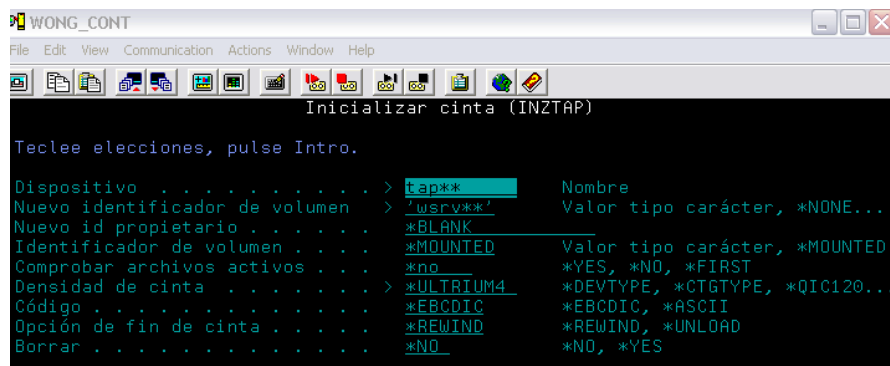 WONG_CONT
File Edit View Communication Actions Window Help
Inicializar cinta (INZTAP)
Teclee elecciones, pulse Intro.
Dispositivo . . . . . . . . . . > tap** Nombre
Nuevo identificador de volumen > 'wsrv**' Valor tipo carácter, *NONE...
Nuevo id propietario . . . . . . *BLANK
Identificador de volumen . . . . *MOUNTED Valor tipo carácter, *MOUNTED
Comprobar archivos activos . . . *no *YES, *NO, *FIRST
Densidad de cinta . . . . . . . > *ULTRIUM4 *DEVTYPE, *CTGTYPE, *QIC120...
Código . . . . . . . . . . . . . *EBCDIC *EBCDIC, *ASCII
Opción de fin de cinta . . . . . *REWIND *REWIND, *UNLOAD
Borrar . . . . . . . . . . . . . *NO *NO, *YES